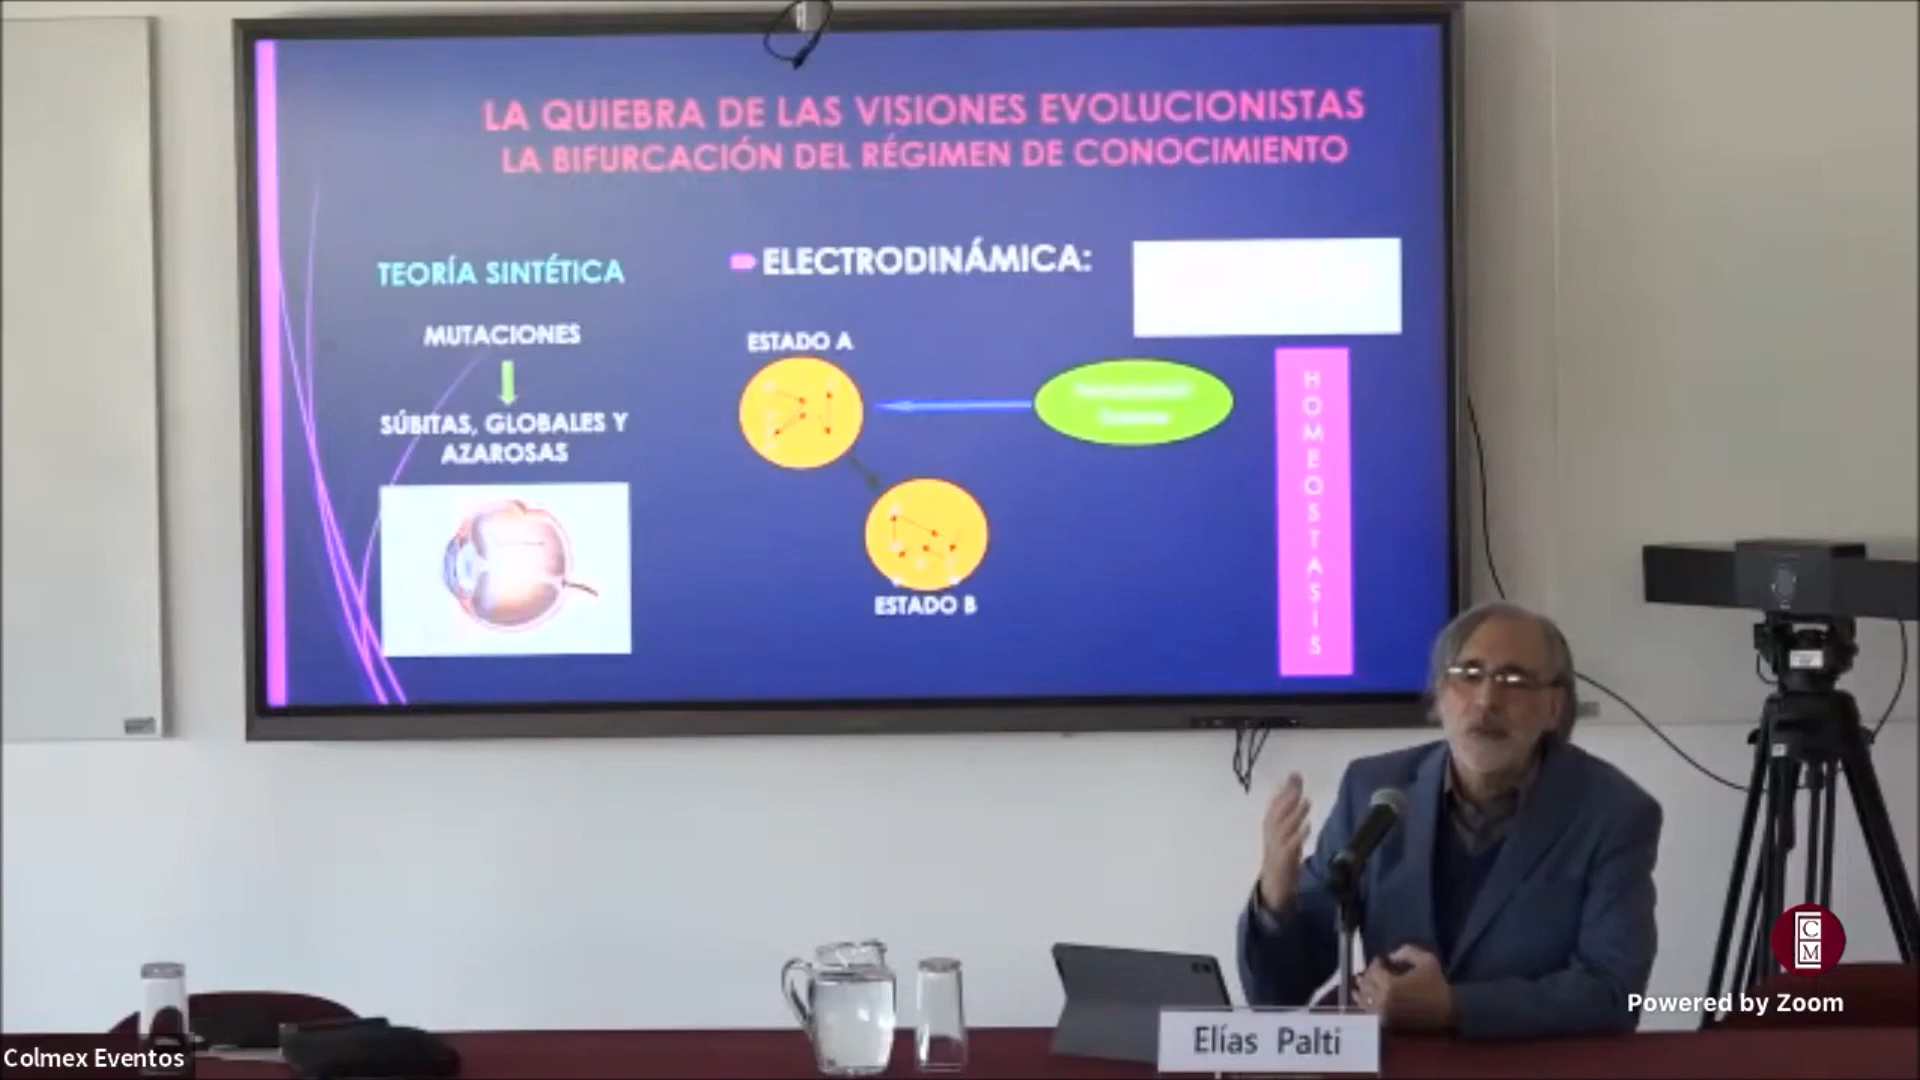 LA QUIEBRA DE LAS VISIONES EVOLUCIONISTAS
LA BIFURCACIÓN DEL RÉGIMEN DE CONOCIMIENTO
TEORÍA SINTÉTICA
MUTACIONES
SÚBITAS, GLOBALES Y
AZAROSAS
ELECTRODINÁMICA:
ESTADO A
ESTADO B
HOMEOSTASIS
Elías Palti
CM
Powered by Zoom
Colmex Eventos